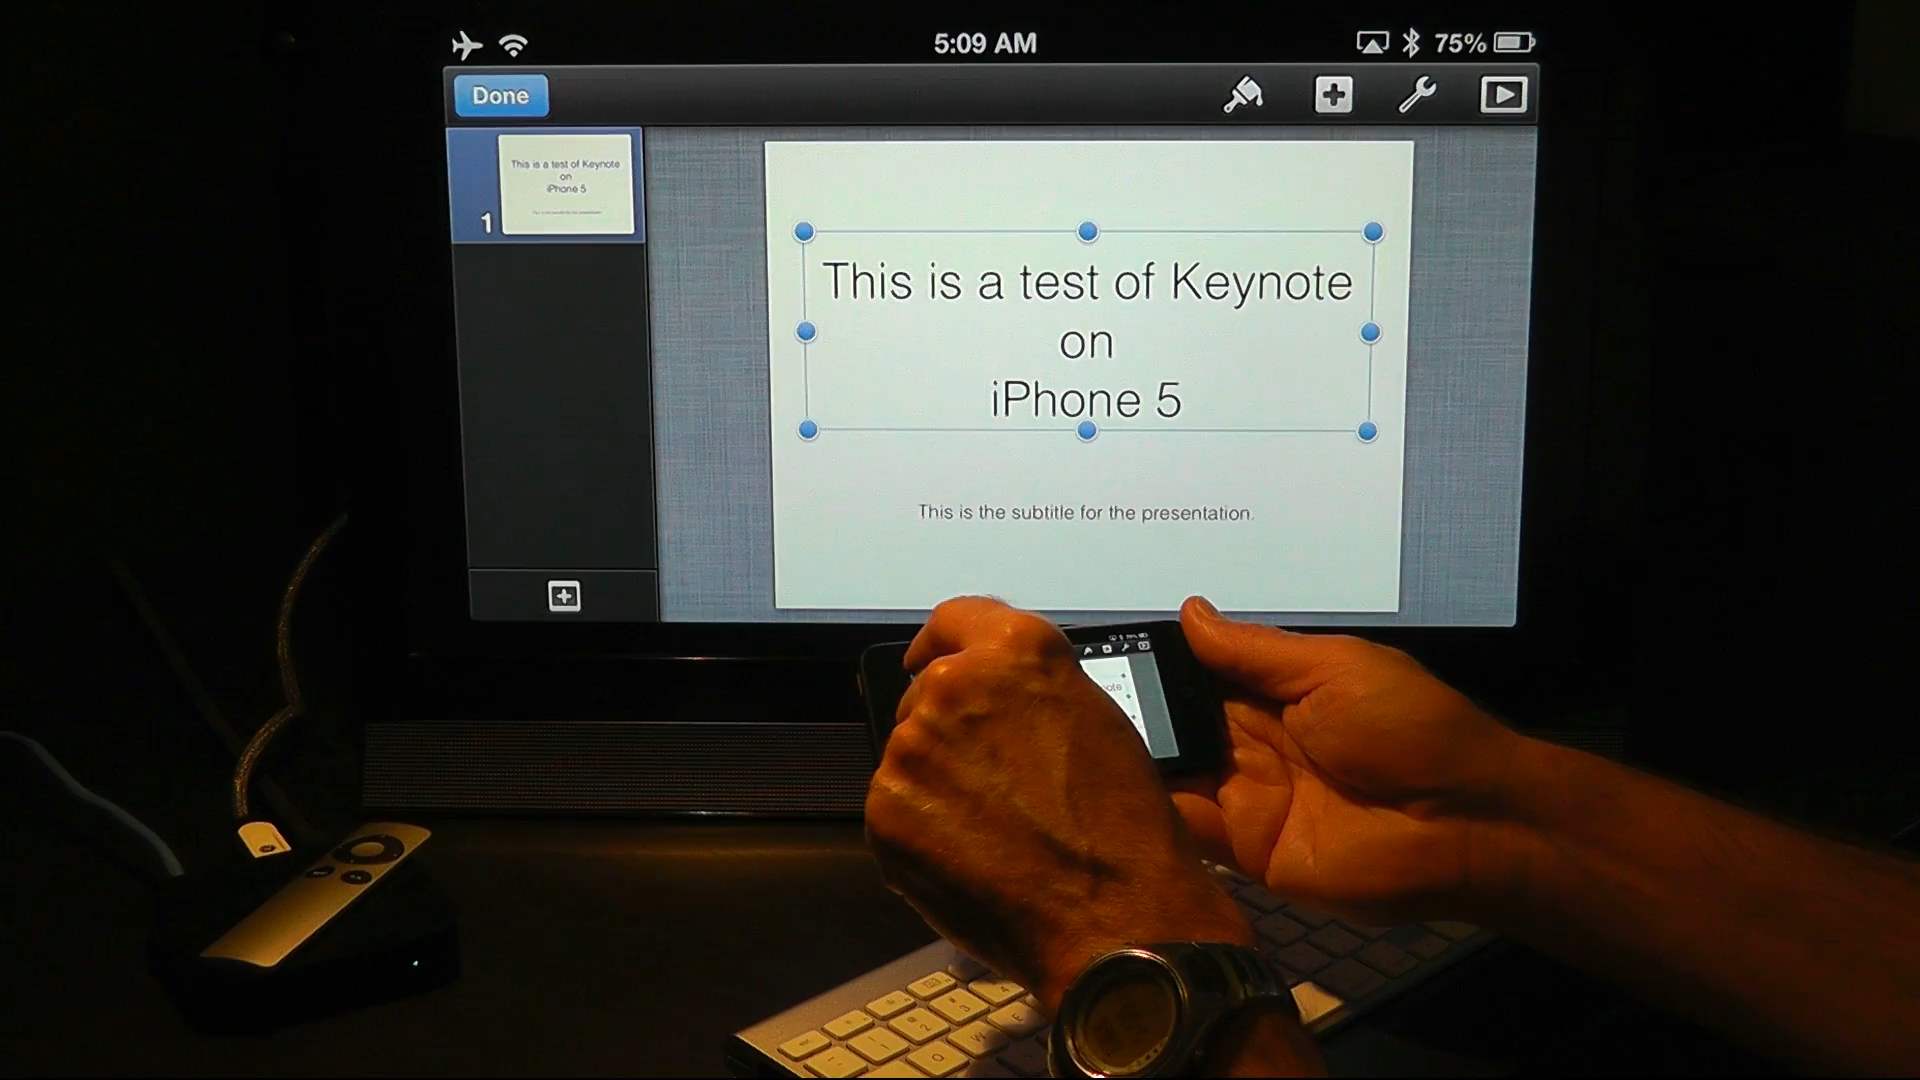 5:09 AM
75%
Done
This is a test of Keynote
on
iPhone 5
1
This is a test of Keynote
on
iPhone 5
This is the subtitle for the presentation.